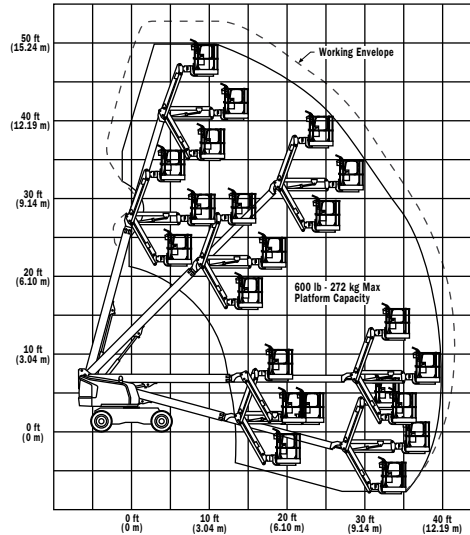 50 ft
(15.24 m)
Working Envelope
40 ft
(12.19 m)
30 ft
(9.14 m)
20 ft
(6.10 m)
600 lb - 272 kg Max
Platform Capacity
10 ft
(3.04 m)
0 ft
(0 m)
0 ft
(0 m)
10 ft
(3.04 m)
20 ft
(6.10 m)
30 ft
(9.14 m)
40 ft
(12.19 m)